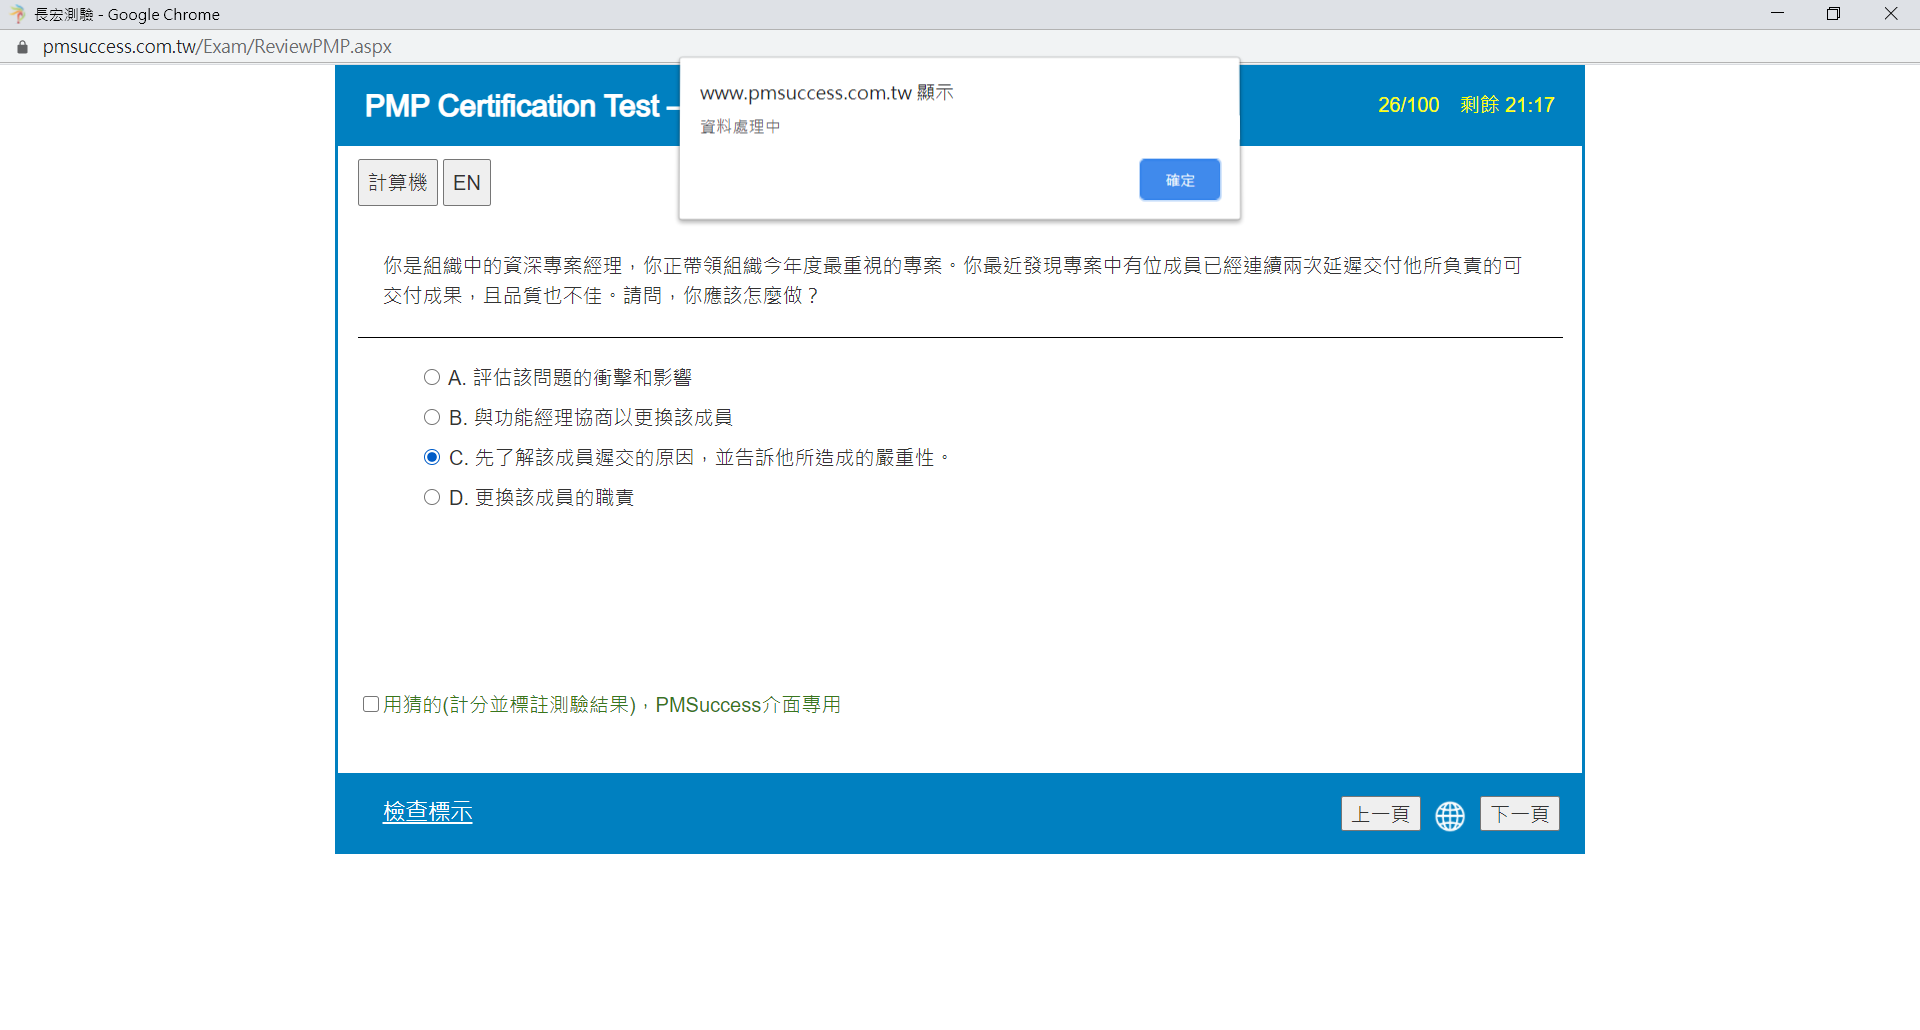 長宏測驗 - Google Chrome
pmsuccess.com.tw/Exam/ReviewPMP.aspx
www.pmsuccess.com.tw 顯示
資料處理中
確定
PMP Certification Test –
26/100 剩餘 21:17
計算機 EN
你是組織中的資深專案經理，你正帶領組織今年度最重視的專案。你最近發現專案中有位成員已經連續兩次延遲交付他所負責的可
交付成果，且品質也不佳。請問，你應該怎麼做？
A. 評估該問題的衝擊和影響
B. 與功能經理協商以更換該成員
C. 先了解該成員遲交的原因，並告訴他所造成的嚴重性。
D. 更換該成員的職責
用猜的(計分並標註測驗結果)，PMSuccess介面專用
檢查標示
上一頁 下一頁